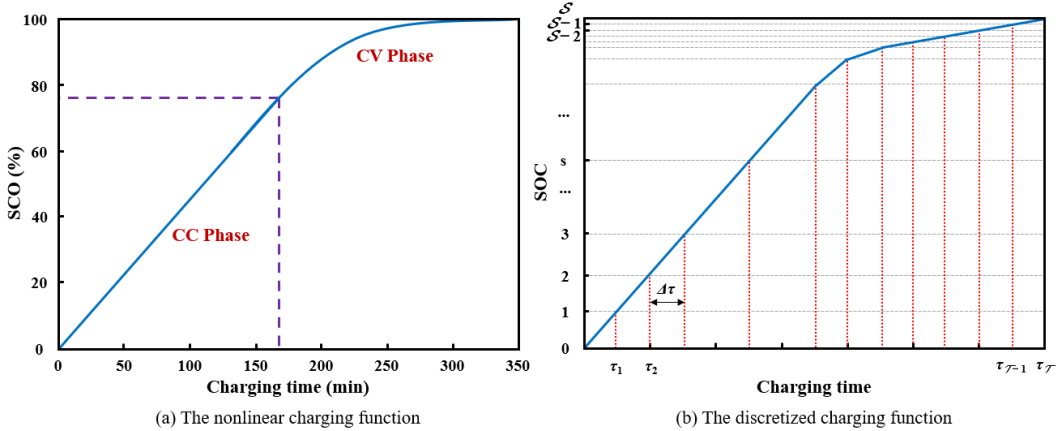 100
80
60
40
20
0
SCO (%)
CV Phase
CC Phase
0 50 100 150 200 250 300 350
Charging time (min)
(a) The nonlinear charging function
𝒮
𝒮−1
𝒮−2
...
s
...
3
2
1
0
SOC
Δτ
τ₁ τ₂ τ𝒯−1 τ𝒯
Charging time
(b) The discretized charging function